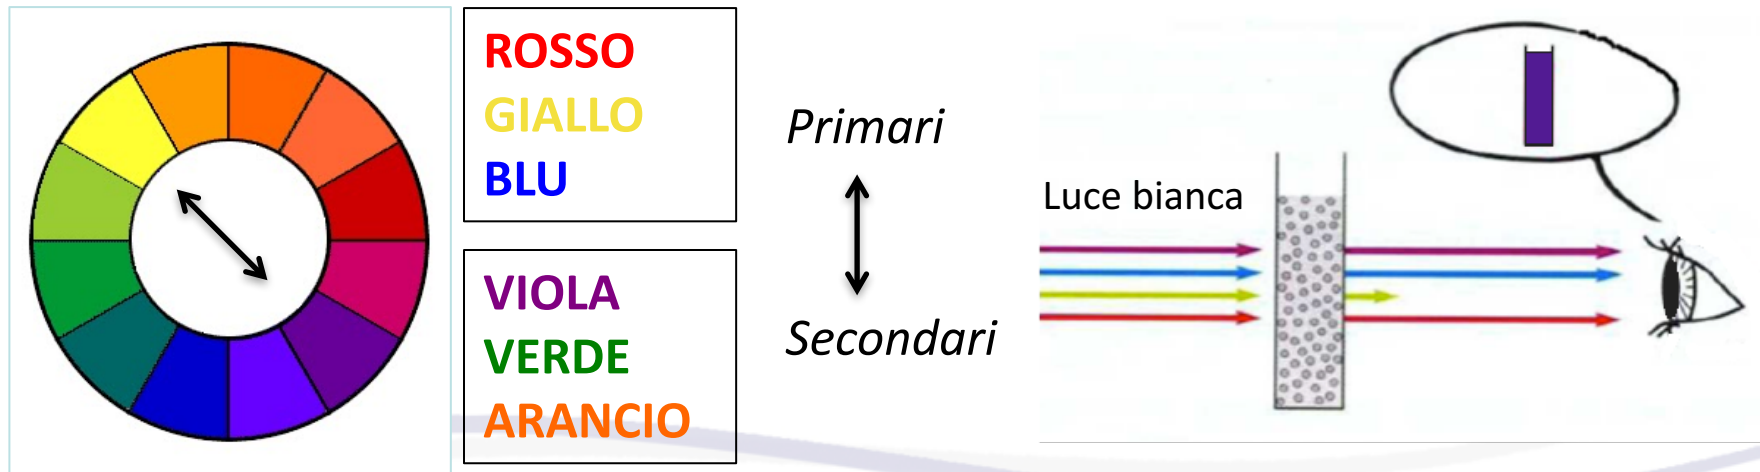 ROSSO
GIALLO
BLU
VIOLA
VERDE
ARANCIO
Primari
Secondari
Luce bianca